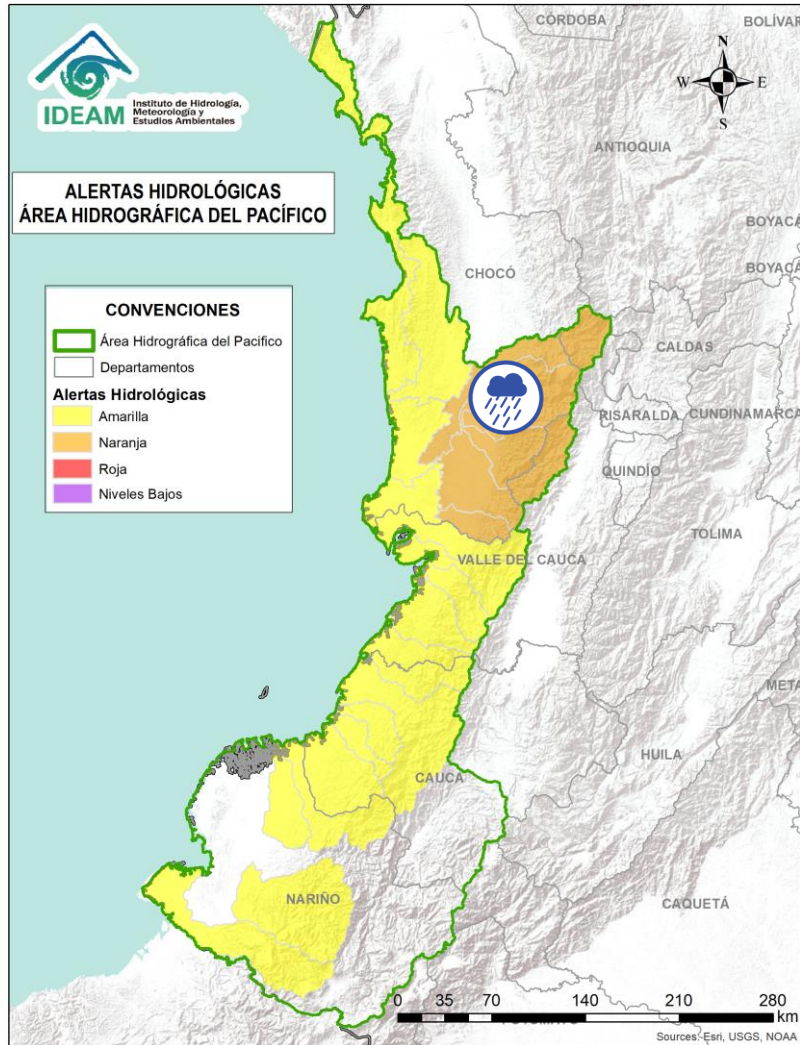 CÓRDOBA
BOLÍVAR
IDEAM
Instituto de Hidrología,
Meteorología y
Estudios Ambientales
N
W E
S
ANTIOQUIA
ALERTAS HIDROLÓGICAS
ÁREA HIDROGRÁFICA DEL PACÍFICO
BOYACÁ
CHOCÓ
BOYACÁ
CONVENCIONES
Área Hidrográfica del Pacifico
Departamentos
Alertas Hidrológicas
Amarilla
Naranja
Roja
Niveles Bajos
CALDAS
RISARALDA
CUNDINAMARCA
QUINDÍO
TOLIMA
VALLE DEL CAUCA
META
HUILA
CAUCA
NARIÑO
CAQUETÁ
0 35 70 140 210 280
km
Sources: Esri, USGS, NOAA